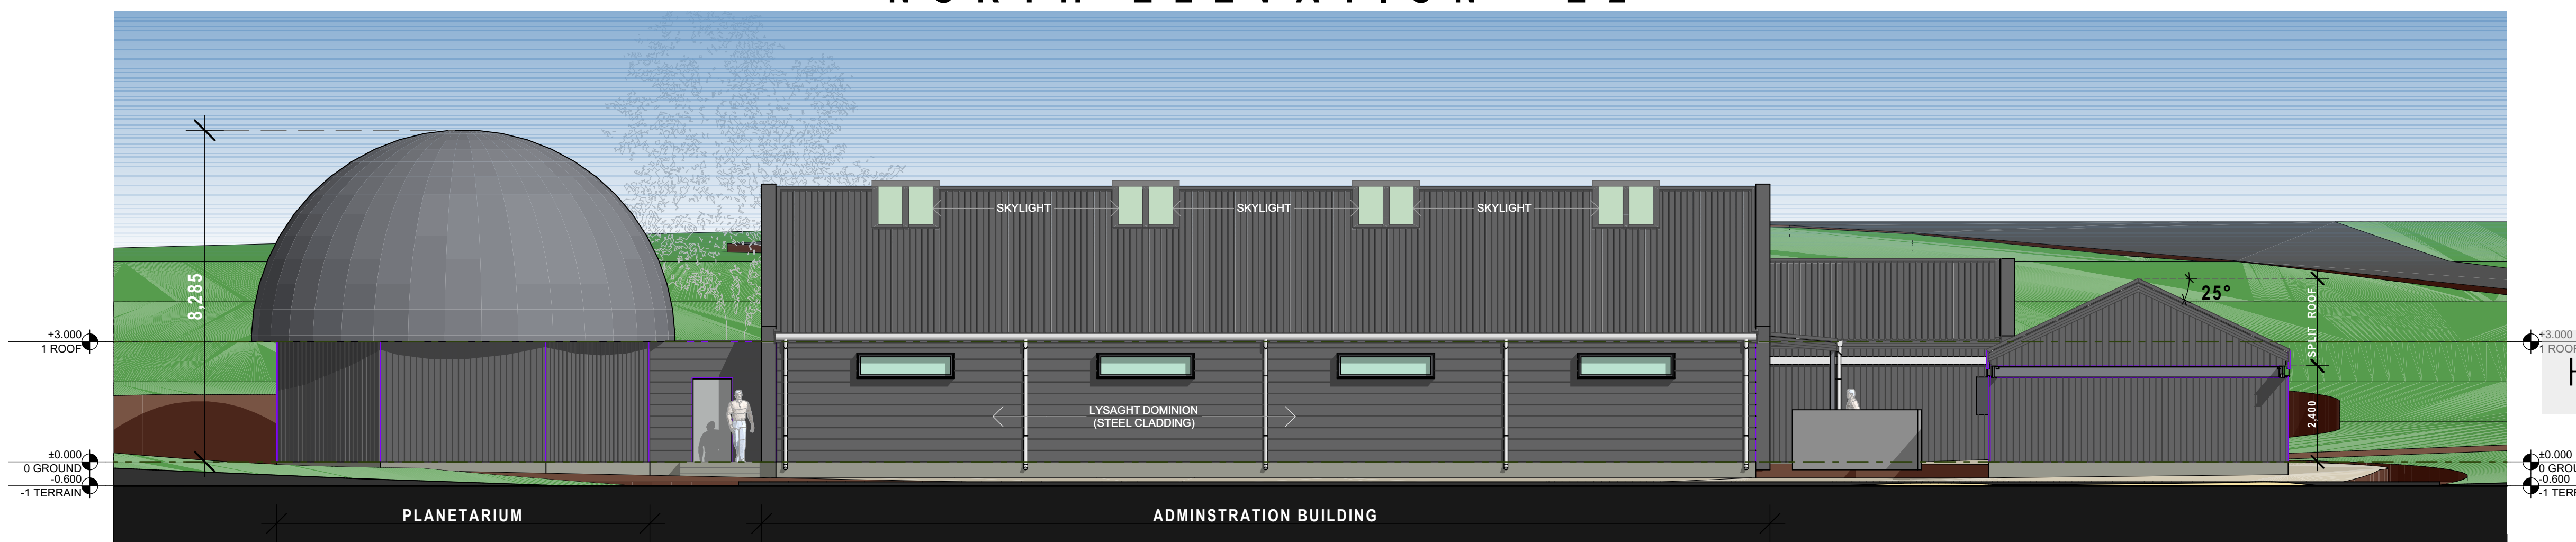 8,285
SKYLIGHT
SKYLIGHT
SKYLIGHT
25°
SPLIT ROOF
+3.000
1 ROOF
+3.000
LYSAGHT DOMINION
(STEEL CLADDING)
2,400
±0.000
0 GROUND
-0.600
-1 TERRAIN
±0.000
-0.600
PLANETARIUM
ADMINSTRATION BUILDING